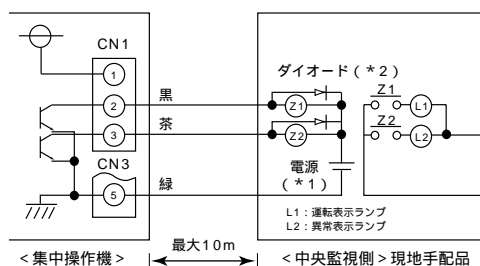 CN1
1
2
3
CN3
5
黒
茶
緑
ダイオード(*2)
Z1
Z2
電源
(*1)
Z1
L1
Z2
L2
L1:運転表示ランプ
L2:異常表示ランプ
<集中操作機>
最大10m
<中央監視側>現地手配品